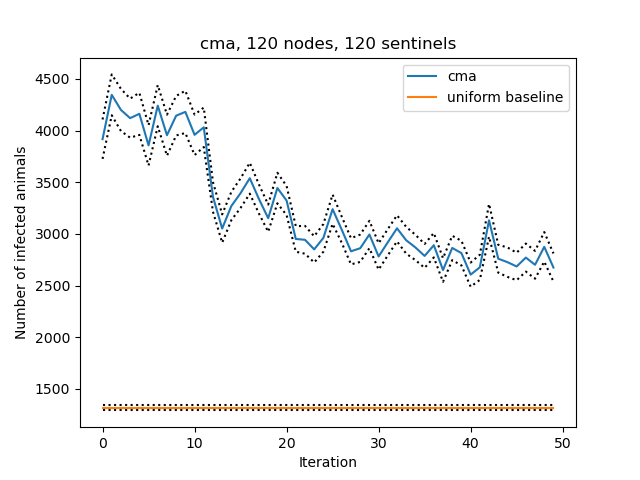 cma, 120 nodes, 120 sentinels
cma
uniform baseline
4500
4000
3500
3000
2500
2000
1500
Number of infected animals
0
10
20
30
40
50
Iteration